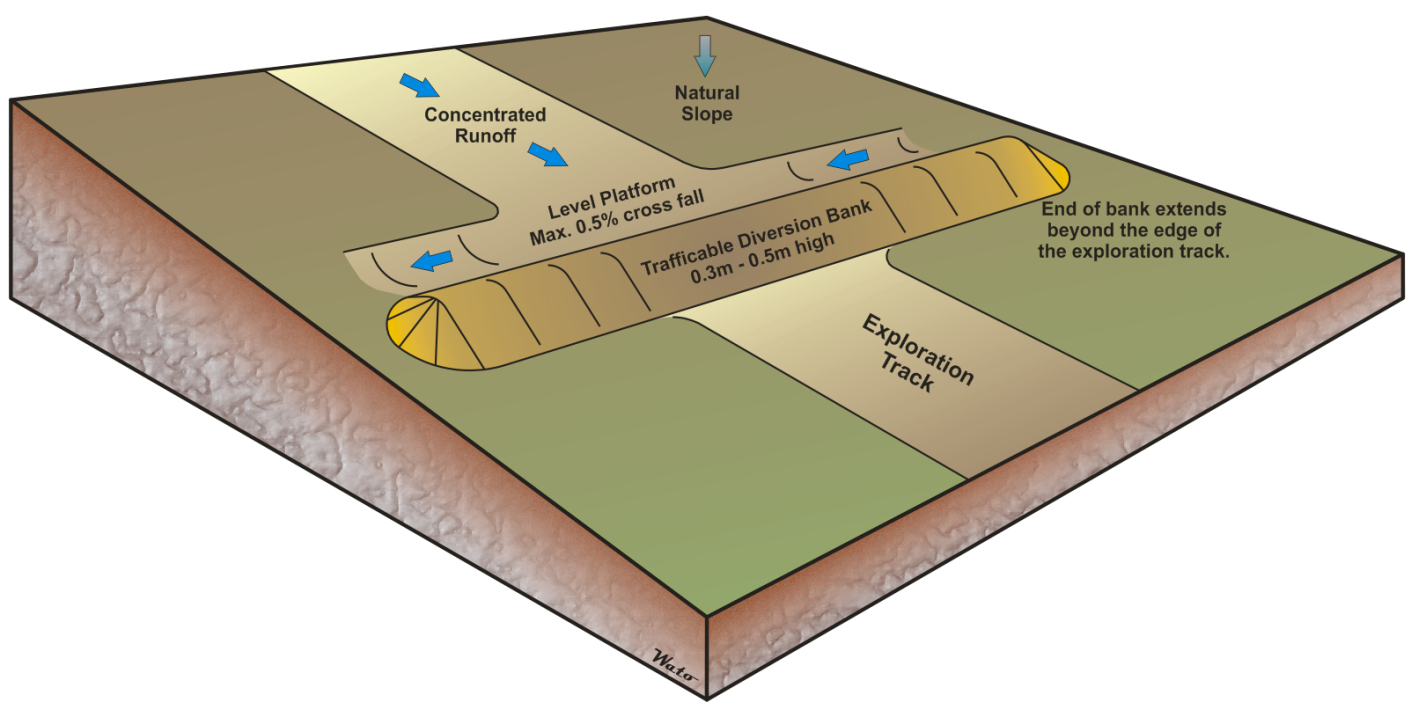 Concentrated
Runoff
Natural
Slope
Level Platform
Max. 0.5% cross fall
Trafficable Diversion Bank
0.3m - 0.5m high
End of bank extends
beyond the edge of
the exploration track.
Exploration
Track
Wato